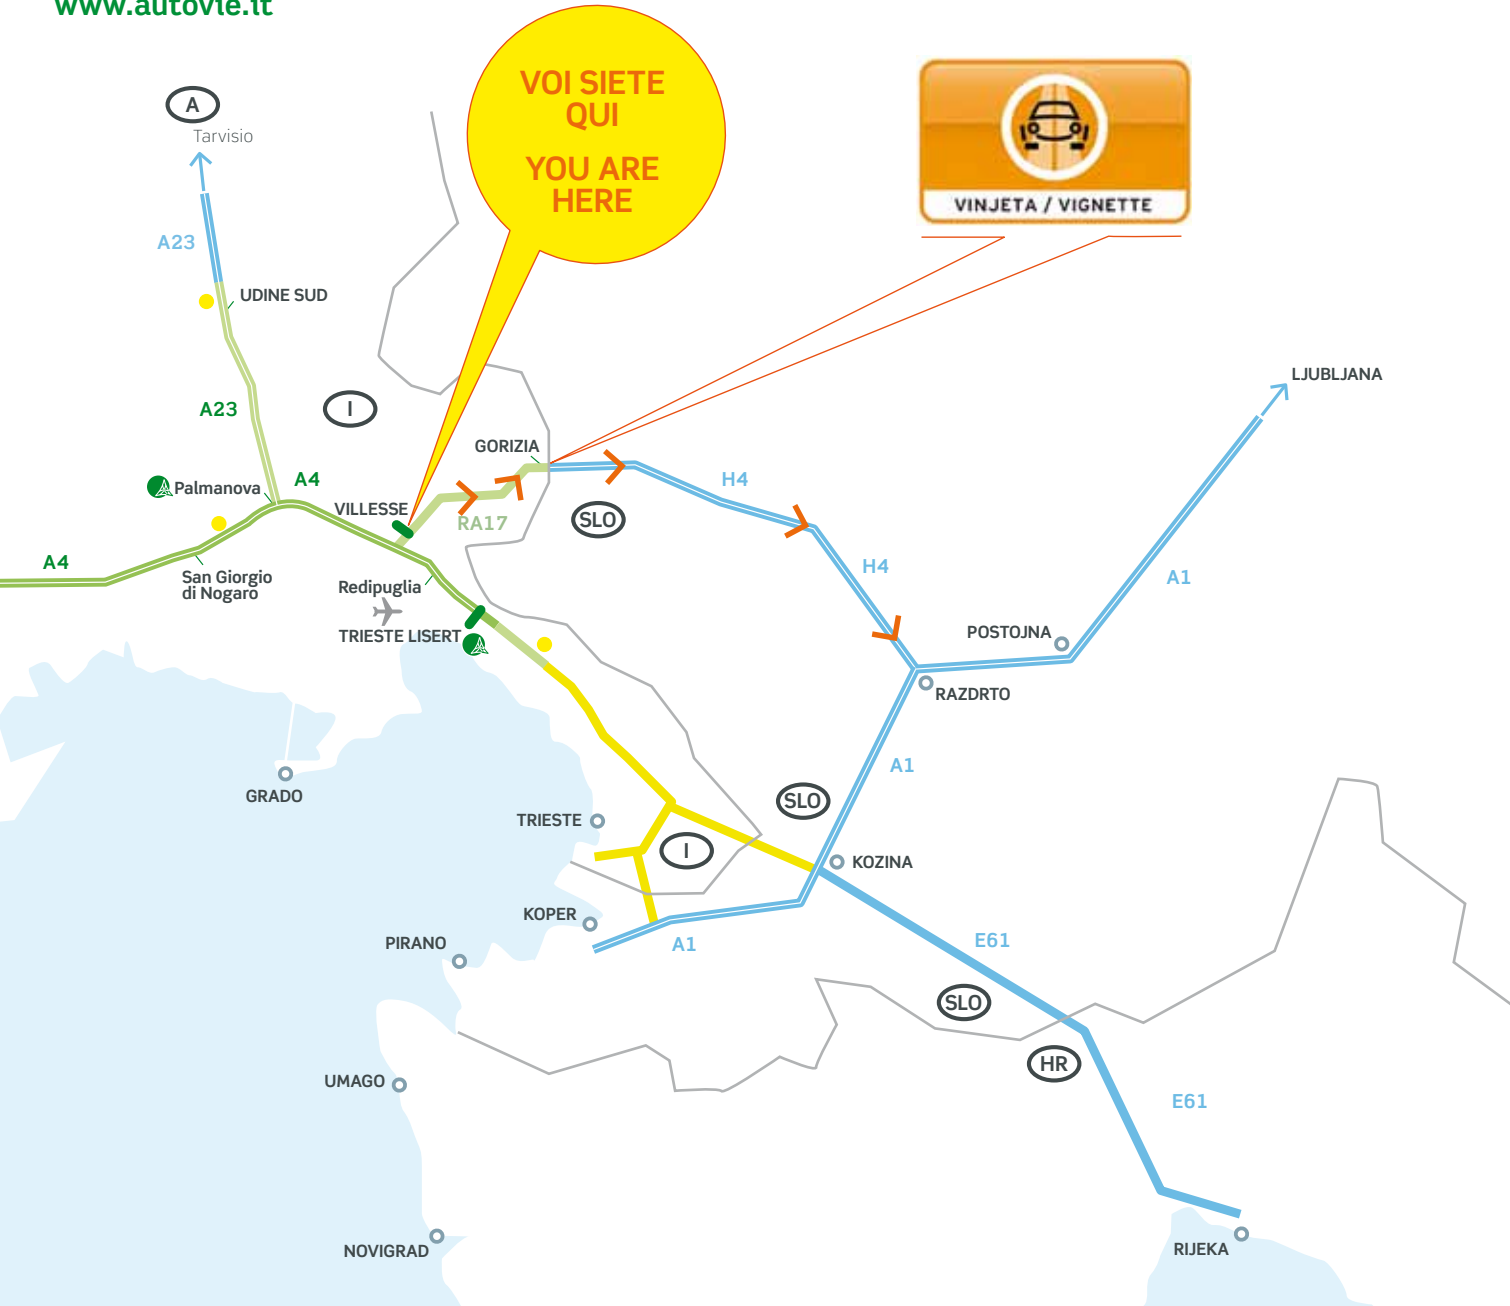 www.autovie.it
VOI SIETE
QUI
YOU ARE
HERE
VINJETA / VIGNETTE
A
Tarvisio
A23
UDINE SUD
A23
I
LJUBLJANA
GORIZIA
A4
Palmanova
VILLESSE
RA17
H4
SLO
A4
San Giorgio
di Nogaro
Redipuglia
H4
A1
TRIESTE LISERT
POSTOJNA
RAZDRTO
A1
GRADO
SLO
TRIESTE
I
KOZINA
KOPER
PIRANO
A1
E61
SLO
HR
UMAGO
E61
NOVIGRAD
RIJEKA